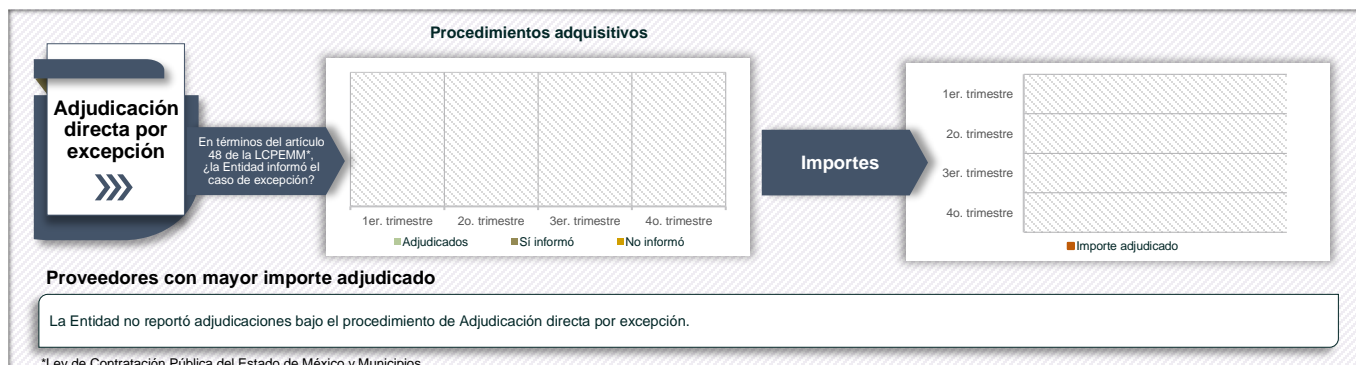 Procedimientos adquisitivos
Adjudicación
directa por
excepción
En términos del artículo
48 de la LCPEMM*,
¿la Entidad informó el
caso de excepción?
1er. trimestre 2o. trimestre 3er. trimestre 4o. trimestre
Adjudicados Sí informó No informó
Importes
1er. trimestre
2o. trimestre
3er. trimestre
4o. trimestre
Importe adjudicado
Proveedores con mayor importe adjudicado
La Entidad no reportó adjudicaciones bajo el procedimiento de Adjudicación directa por excepción.
*Ley de Contratación Pública del Estado de México y Municipios